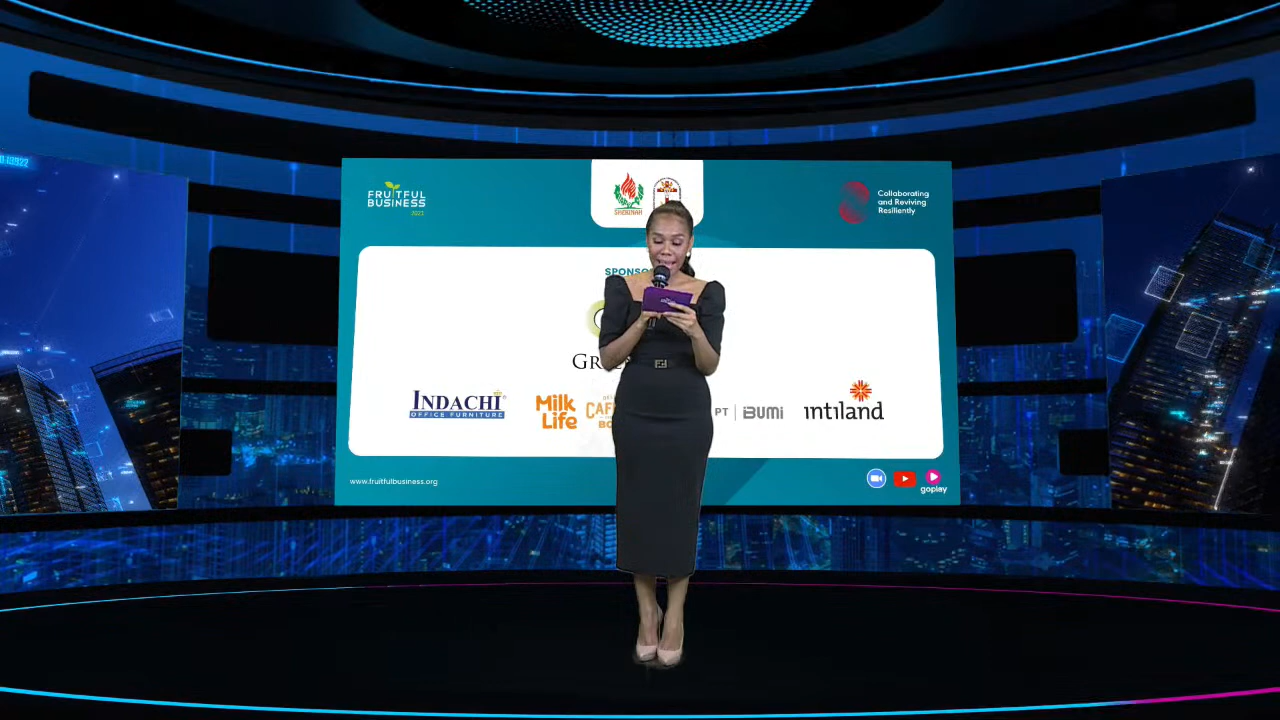 FRUITFUL
BUSINESS
2022
SHEKINAH
Collaborating
and Reviving
Resiliently
INDACHI
OFFICE FURNITURE
Milk
Life
PT
BUMI
intiland
www.fruitfulbusiness.org
goplay